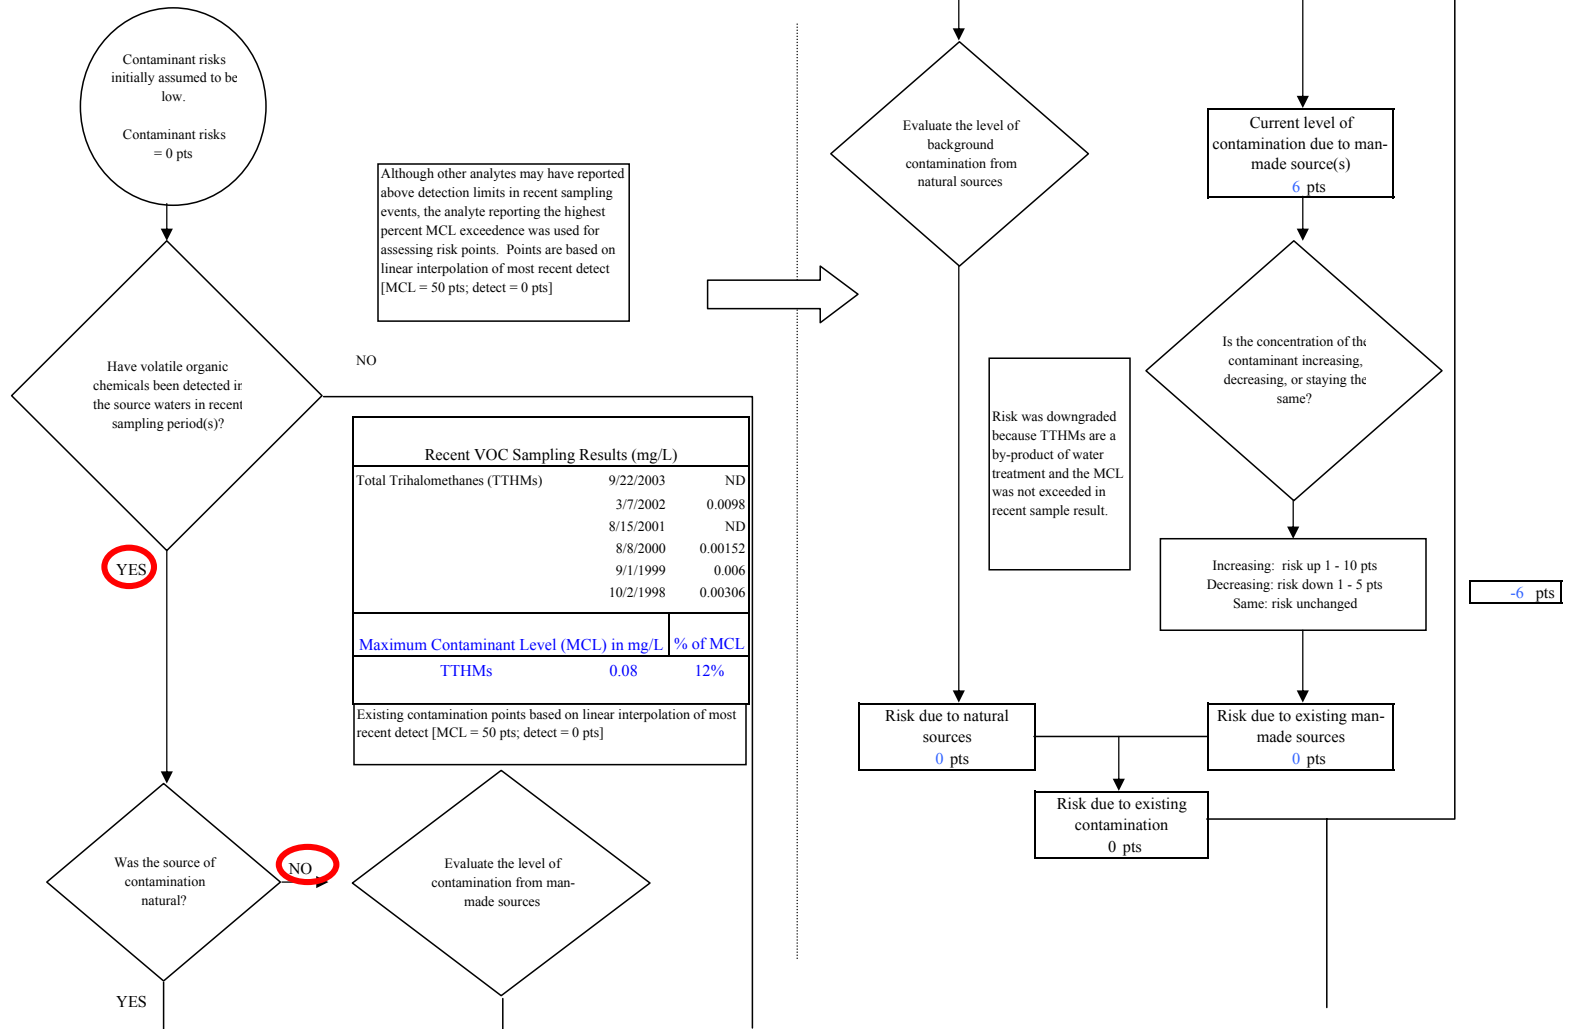 Contaminant risks
initially assumed to be
low.
Contaminant risks
= 0 pts
Although other analytes may have reported
above detection limits in recent sampling
events, the analyte reporting the highest
percent MCL exceedence was used for
assessing risk points.  Points are based on
linear interpolation of most recent detect
[MCL = 50 pts; detect = 0 pts]
Have volatile organic
chemicals been detected in
the source waters in recent
sampling period(s)?
NO
YES
Recent VOC Sampling Results (mg/L)
Total Trihalomethanes (TTHMs) 9/22/2003 ND
3/7/2002 0.0098
8/15/2001 ND
8/8/2000 0.00152
9/1/1999 0.006
10/2/1998 0.00306
Maximum Contaminant Level (MCL) in mg/L % of MCL
TTHMs 0.08 12%
Existing contamination points based on linear interpolation of most
recent detect [MCL = 50 pts; detect = 0 pts]
Was the source of
contamination
natural?
NO
YES
Evaluate the level of
contamination from man-
made sources
Evaluate the level of
background
contamination from
natural sources
Current level of
contamination due to man-
made source(s)
6 pts
Is the concentration of the
contaminant increasing,
decreasing, or staying the
same?
Risk was downgraded
because TTHMs are a
by-product of water
treatment and the MCL
was not exceeded in
recent sample result.
Increasing:  risk up 1 - 10 pts
Decreasing: risk down 1 - 5 pts
Same: risk unchanged
-6 pts
Risk due to natural
sources
0 pts
Risk due to existing man-
made sources
0 pts
Risk due to existing
contamination
0 pts